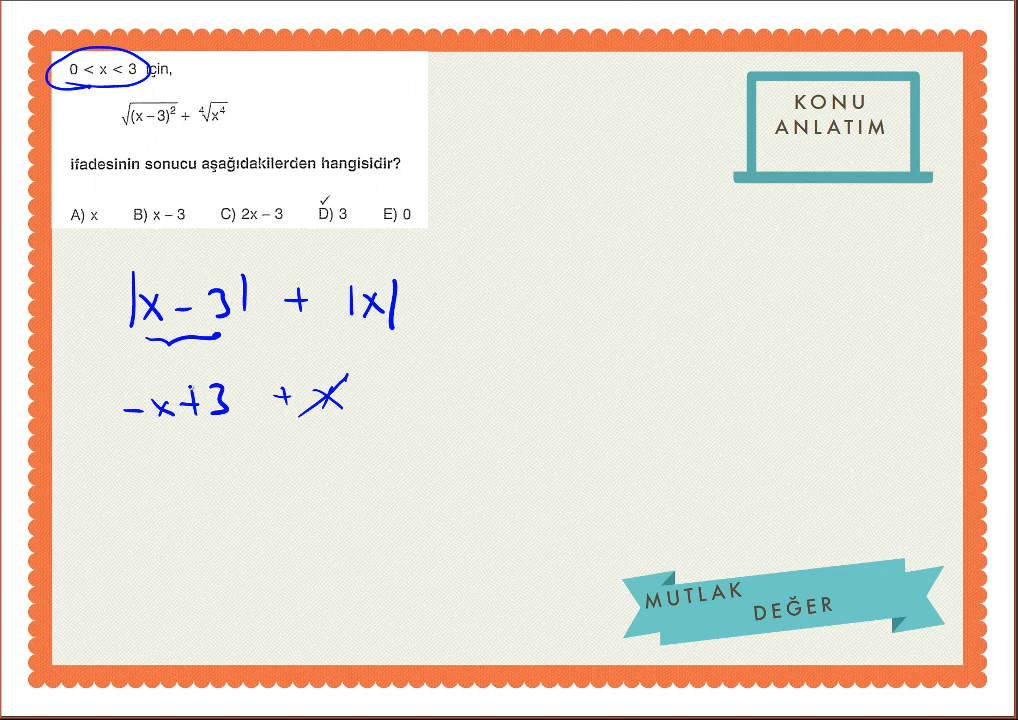 0 < x < 3 için,
√(x – 3)² + ⁴√x⁴
ifadesinin sonucu aşağıdakilerden hangisidir?
A) x B) x – 3 C) 2x – 3 D) 3 E) 0
|x – 3| + |x|
–x+3 + x
KONU
ANLATIM
MUTLAK
DEĞER